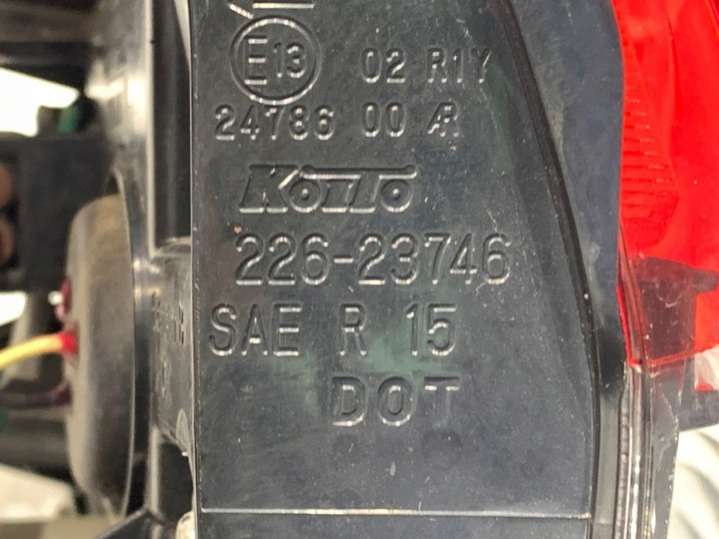 E13 02 R1Y
24786 00 AR
KOITO
226-23746
SAE R 15
DOT